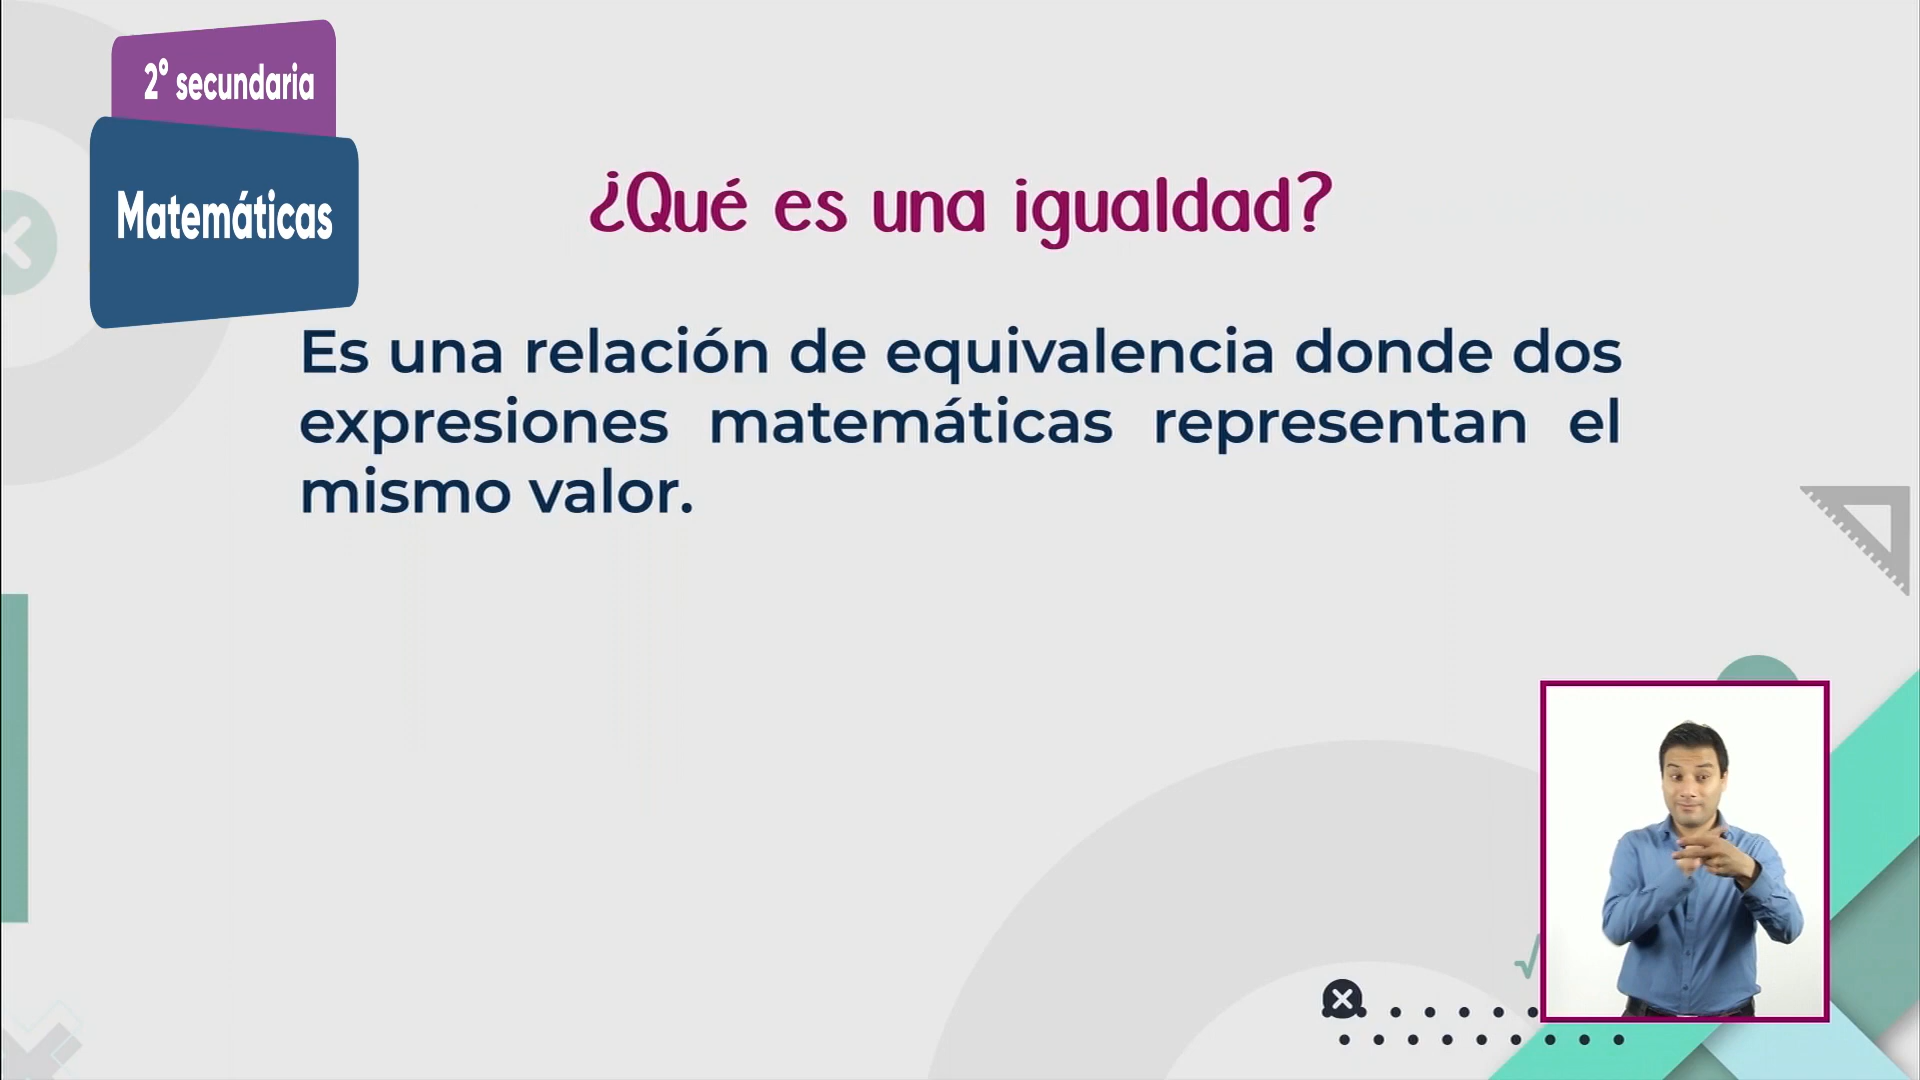 2° secundaria
Matemáticas
¿Qué es una igualdad?
Es una relación de equivalencia donde dos
expresiones matemáticas representan el
mismo valor.